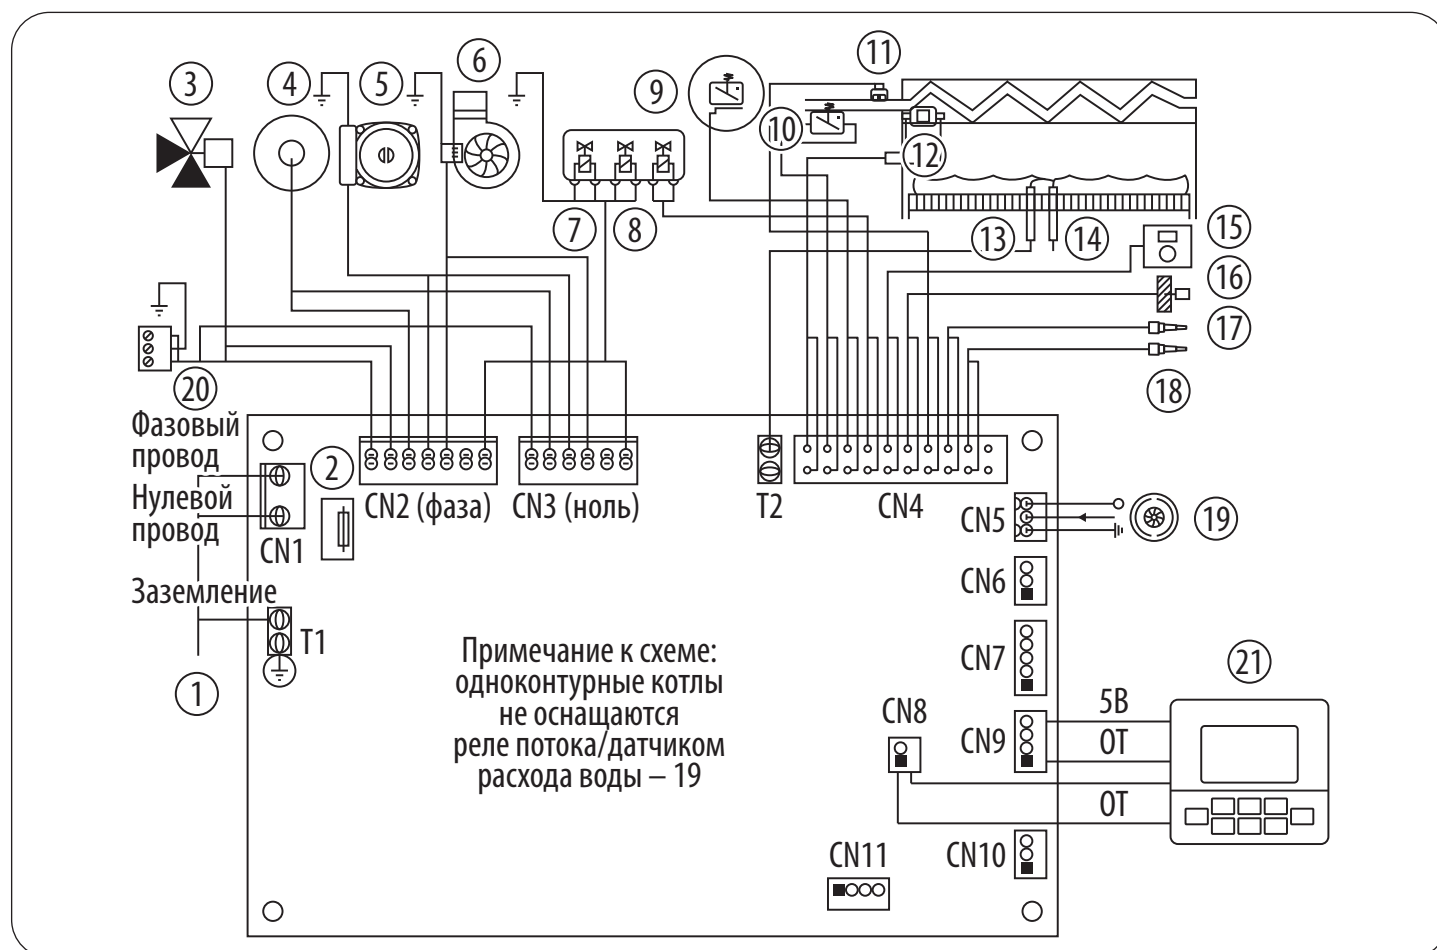 3
4
5
6
7
8
9
10
11
12
13
14
15
16
17
18
20
Фазовый
провод
Нулевой
провод
2
CN1
CN2 (фаза)
CN3 (ноль)
T2
CN4
CN5
19
CN6
Заземление
T1
1
CN7
Примечание к схеме:
одноконтурные котлы
не оснащаются
реле потока/датчиком
расхода воды – 19
CN8
CN9
5В
ОТ
ОТ
21
CN10
CN11